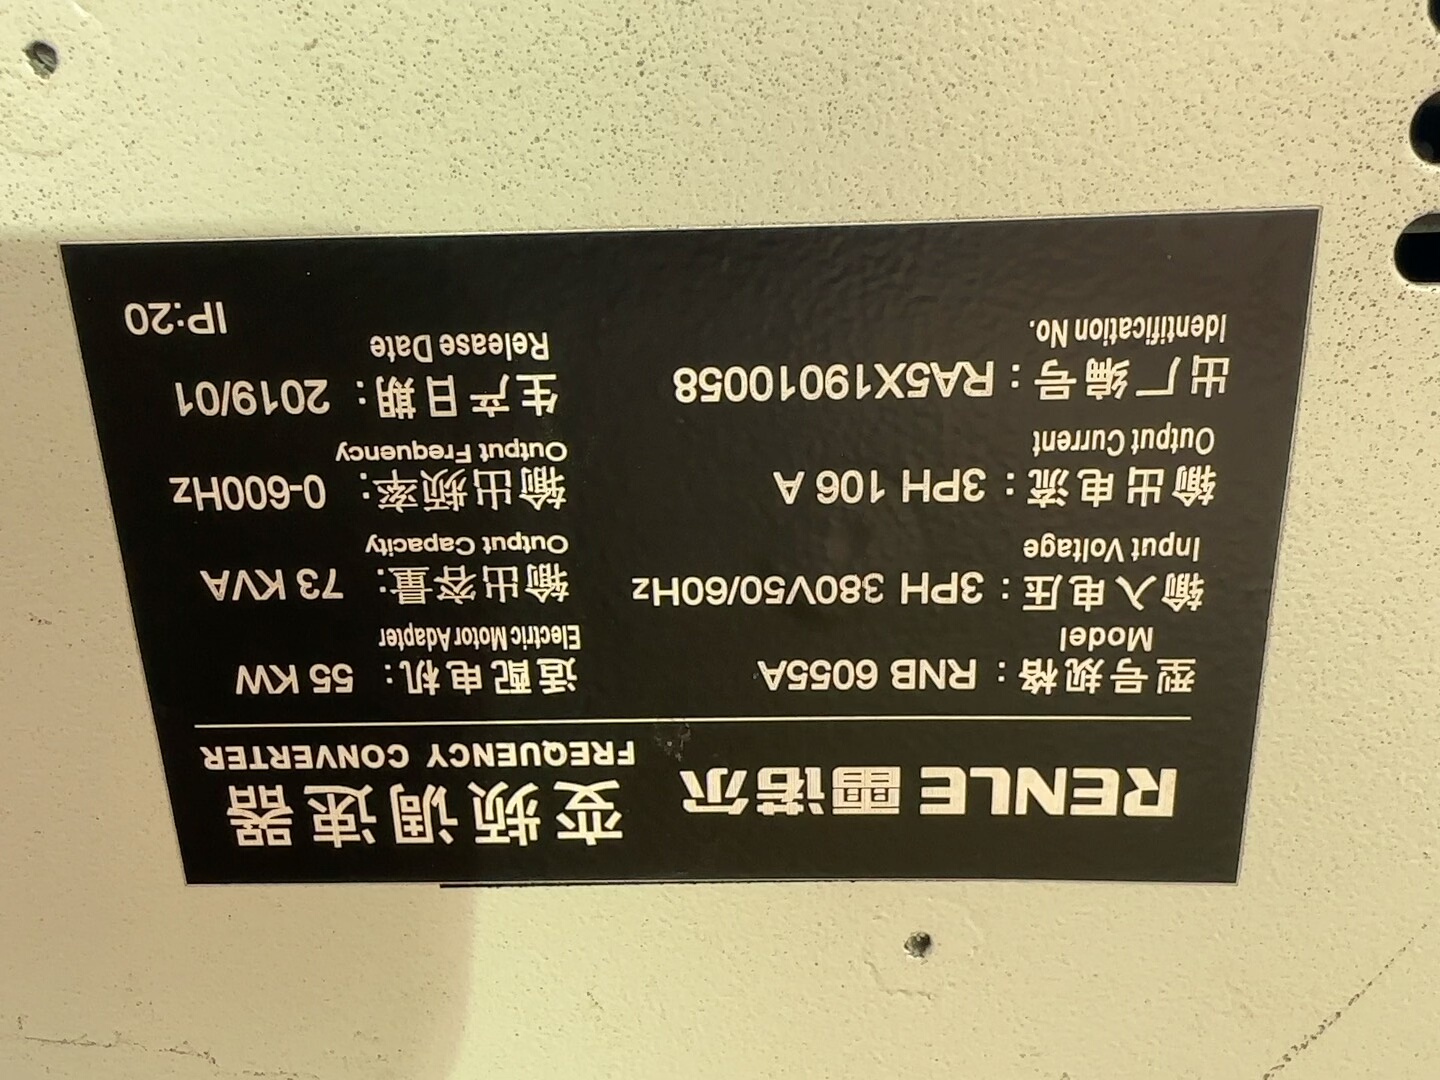 RENLE 雷诺尔
变频调速器
FREQUENCY CONVERTER
型号规格：RNB 6055A
Model
适配电机：55 KW
Electric Motor Adapter
输入电压：3PH 380V50/60Hz
Input Voltage
输出容量：73 KVA
Output Capacity
输出电流：3PH 106 A
Output Current
输出频率：0-600Hz
Output Frequency
出厂编号：RA5X19010058
Identification No.
生产日期：2019/01
Release Date
IP:20